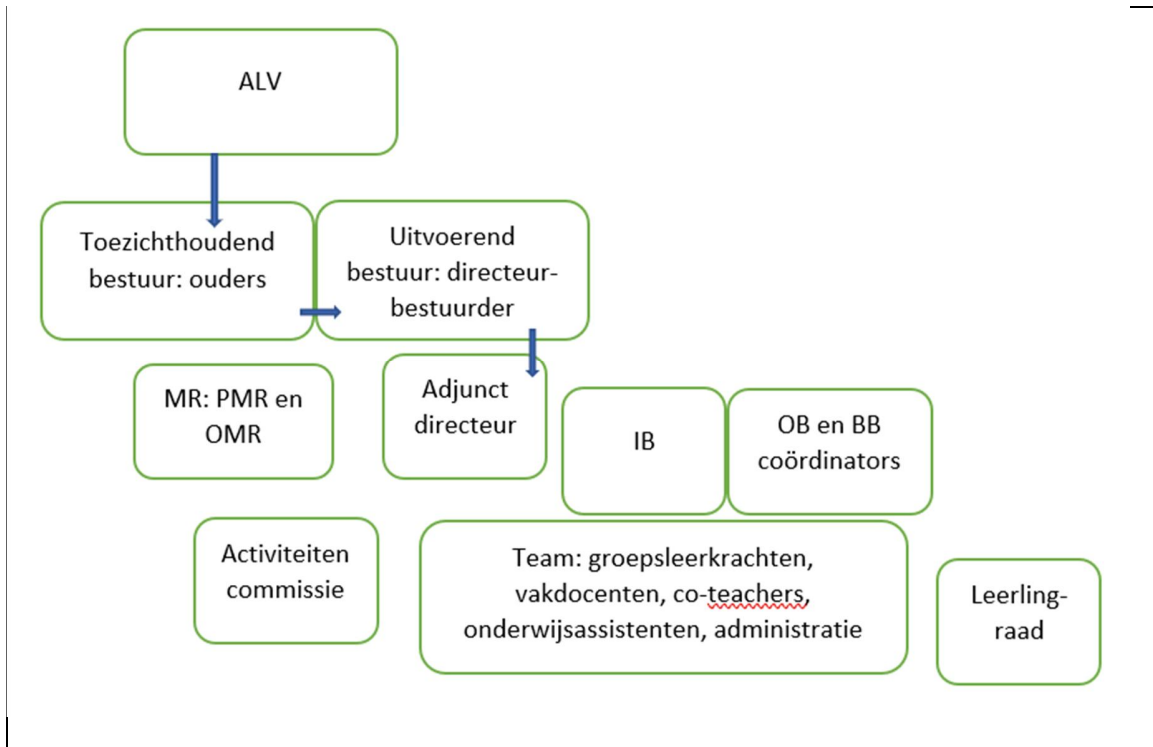 ALV
Toezichthoudend
bestuur: ouders
Uitvoerend
bestuur: directeur-
bestuurder
MR: PMR en
OMR
Adjunct
directeur
IB
OB en BB
coördinators
Activiteiten
commissie
Team: groepsleerkrachten,
vakdocenten, co-teachers,
onderwijsassistenten, administratie
Leerling-
raad